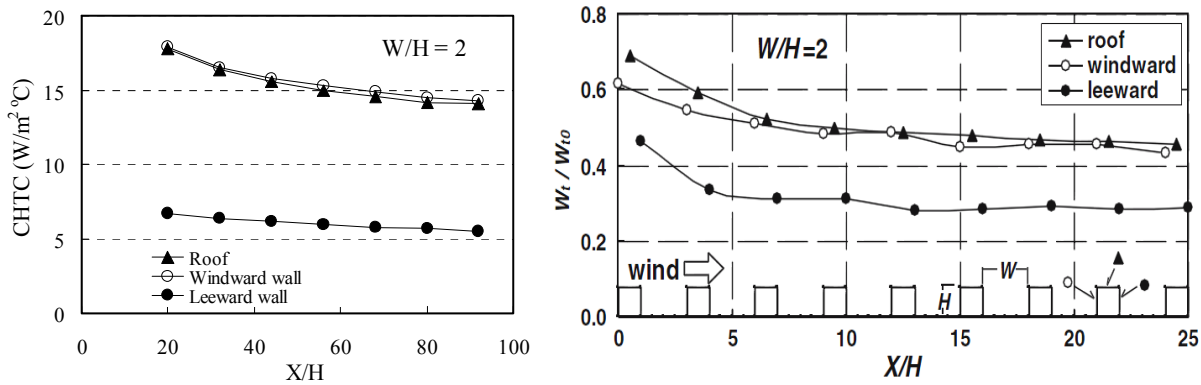 20
15
10
5
0
CHTC (W/m² ºC)
W/H = 2
Roof
Windward wall
Leeward wall
0 20 40 60 80 100
X/H
0.8
0.6
0.4
0.2
0.0
wₜ / wₜ₀
W/H=2
roof
windward
leeward
wind
W
H
0 5 10 15 20 25
X/H